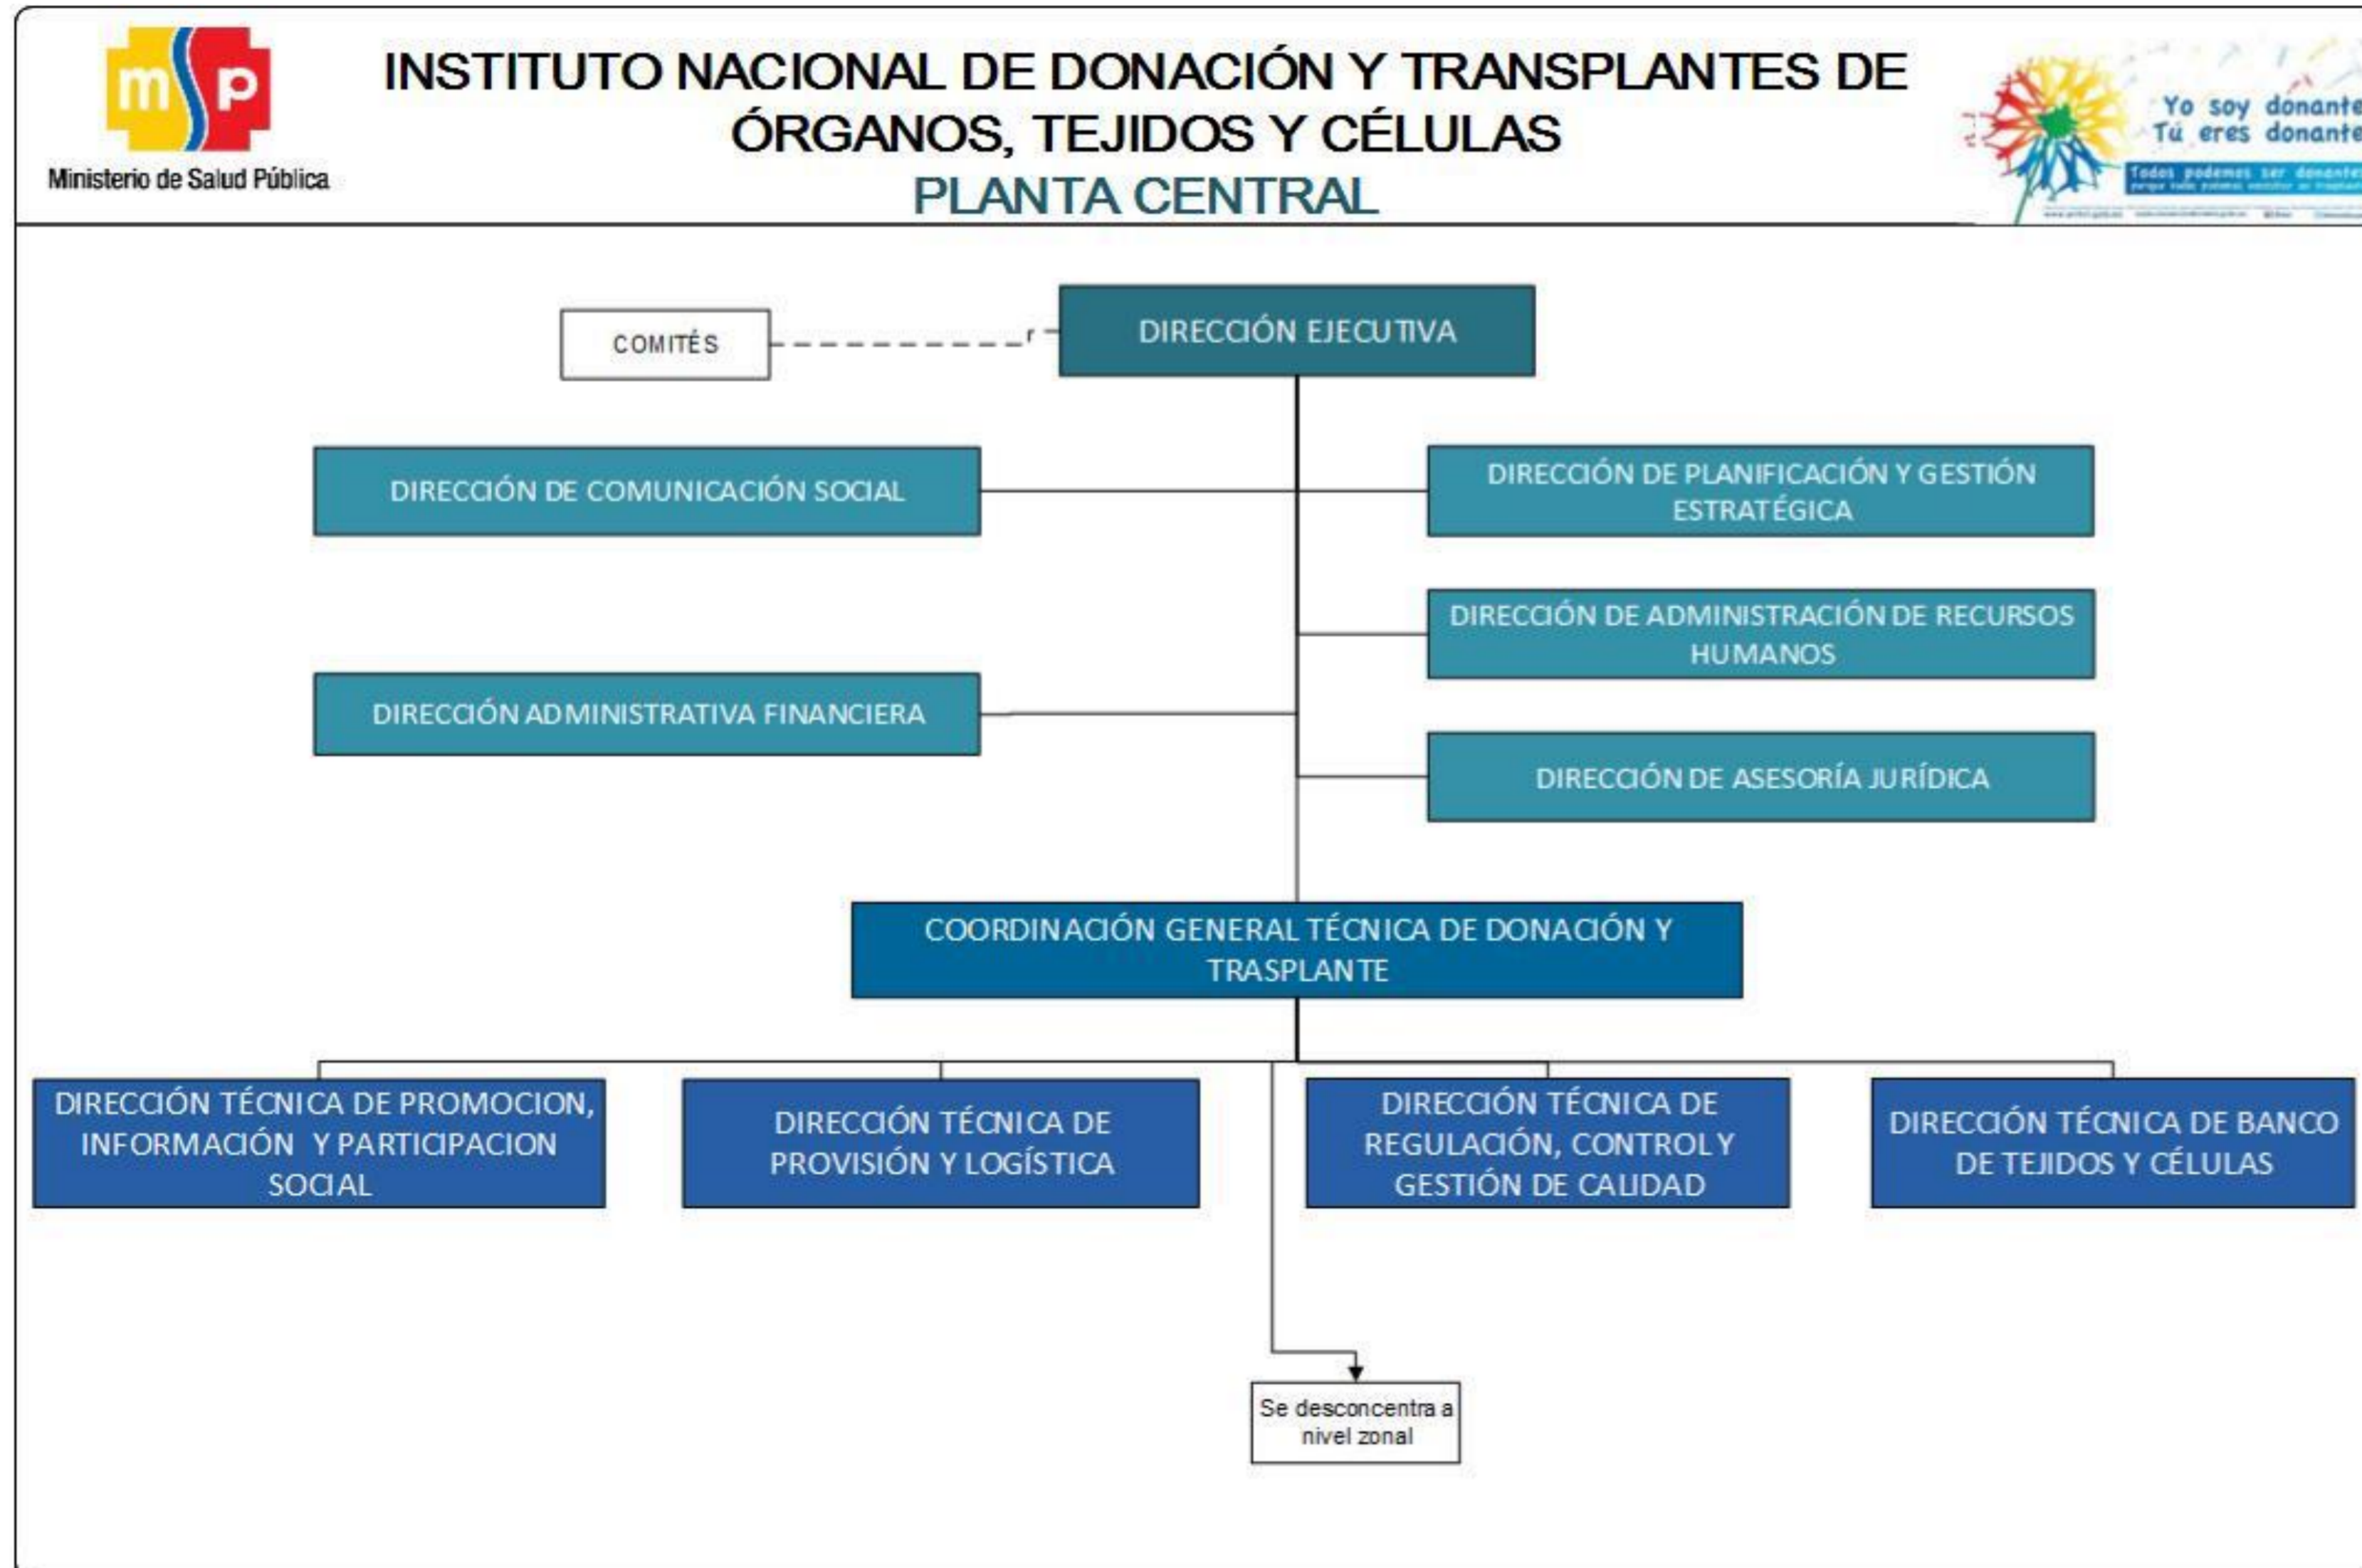 msp
Ministerio de Salud Pública
INSTITUTO NACIONAL DE DONACIÓN Y TRANSPLANTES DE
ÓRGANOS, TEJIDOS Y CÉLULAS
PLANTA CENTRAL
Yo soy donante
Tú eres donante
Todos podemos ser donantes
COMITÉS
DIRECCIÓN EJECUTIVA
DIRECCIÓN DE COMUNICACIÓN SOCIAL
DIRECCIÓN DE PLANIFICACIÓN Y GESTIÓN
ESTRATÉGICA
DIRECCIÓN DE ADMINISTRACIÓN DE RECURSOS
HUMANOS
DIRECCIÓN ADMINISTRATIVA FINANCIERA
DIRECCIÓN DE ASESORÍA JURÍDICA
COORDINACIÓN GENERAL TÉCNICA DE DONACIÓN Y
TRASPLANTE
DIRECCIÓN TÉCNICA DE PROMOCION,
INFORMACIÓN Y PARTICIPACION
SOCIAL
DIRECCIÓN TÉCNICA DE
PROVISIÓN Y LOGÍSTICA
DIRECCIÓN TÉCNICA DE
REGULACIÓN, CONTROL Y
GESTIÓN DE CALIDAD
DIRECCIÓN TÉCNICA DE BANCO
DE TEJIDOS Y CÉLULAS
Se desconcentra a
nivel zonal